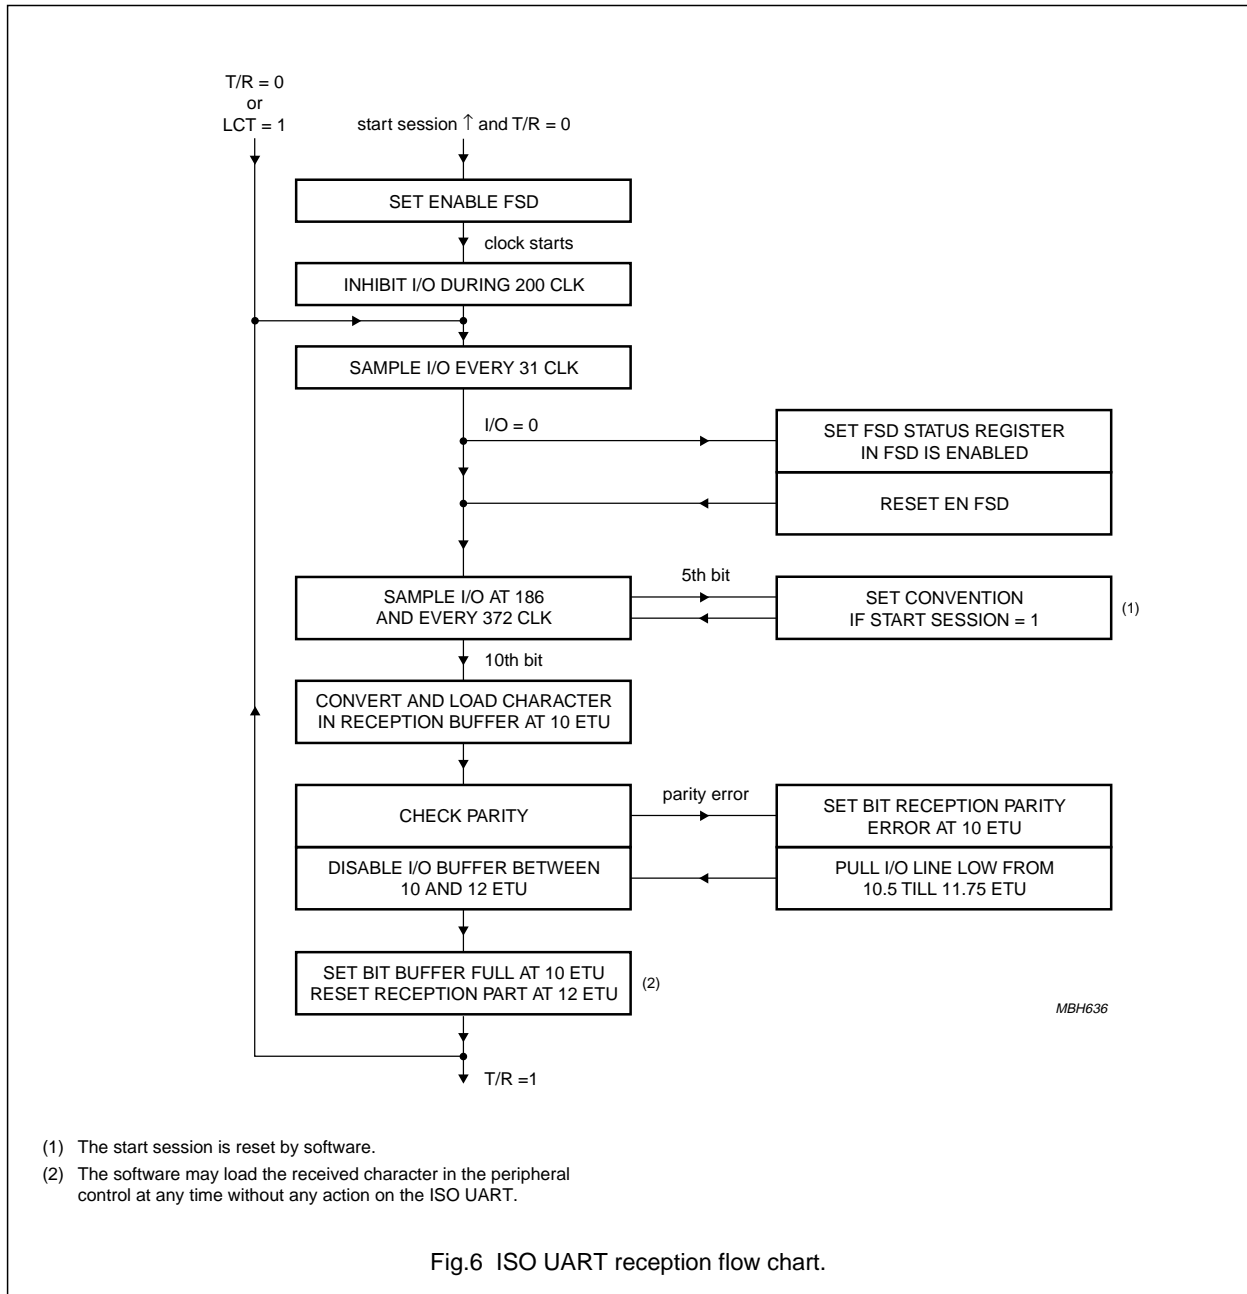 T/R = 0
or
LCT = 1
start session ↑ and T/R = 0
SET ENABLE FSD
clock starts
INHIBIT I/O DURING 200 CLK
SAMPLE I/O EVERY 31 CLK
I/O = 0
SET FSD STATUS REGISTER
IN FSD IS ENABLED
RESET EN FSD
SAMPLE I/O AT 186
AND EVERY 372 CLK
5th bit
SET CONVENTION
IF START SESSION = 1
(1)
10th bit
CONVERT AND LOAD CHARACTER
IN RECEPTION BUFFER AT 10 ETU
CHECK PARITY
parity error
SET BIT RECEPTION PARITY
ERROR AT 10 ETU
DISABLE I/O BUFFER BETWEEN
10 AND 12 ETU
PULL I/O LINE LOW FROM
10.5 TILL 11.75 ETU
SET BIT BUFFER FULL AT 10 ETU
RESET RECEPTION PART AT 12 ETU
(2)
MBH636
T/R =1
(1) The start session is reset by software.
(2) The software may load the received character in the peripheral
control at any time without any action on the ISO UART.
Fig.6 ISO UART reception flow chart.